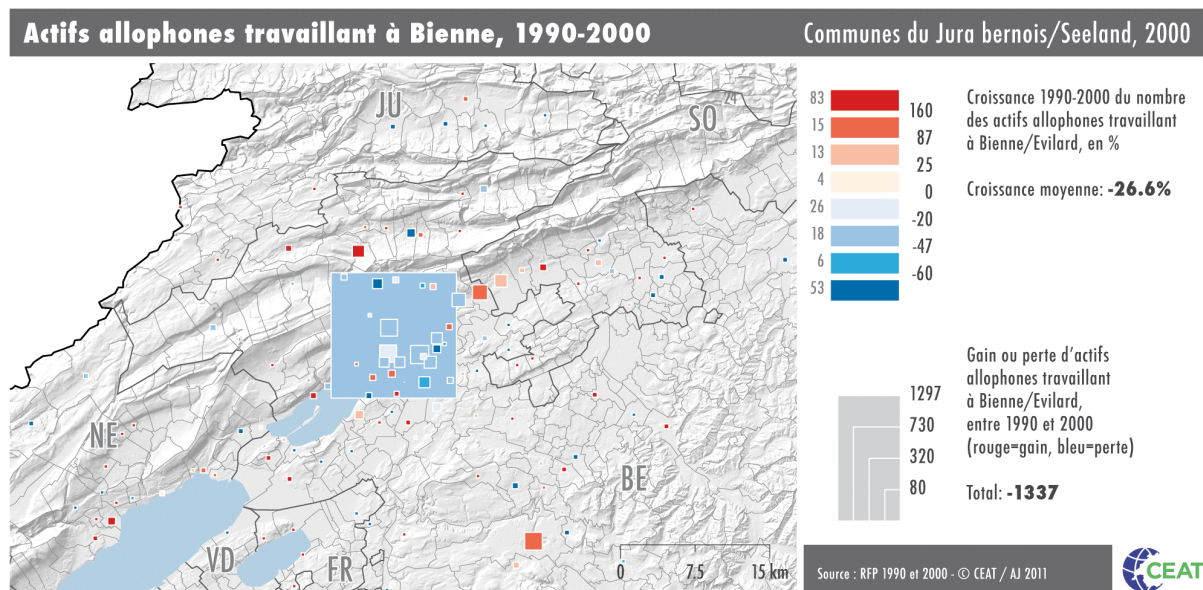 Actifs allophones travaillant à Bienne, 1990-2000
Communes du Jura bernois/Seeland, 2000
JU
SO
24
NE
VD
FR
BE
0 7.5 15 km
83
15
13
4
26
18
6
53
160
87
25
0
-20
-47
-60
Croissance 1990-2000 du nombre
des actifs allophones travaillant
à Bienne/Evilard, en %
Croissance moyenne: -26.6%
1297
730
320
80
Gain ou perte d'actifs
allophones travaillant
à Bienne/Evilard,
entre 1990 et 2000
(rouge=gain, bleu=perte)
Total: -1337
Source : RFP 1990 et 2000 - © CEAT / AJ 2011
CEAT